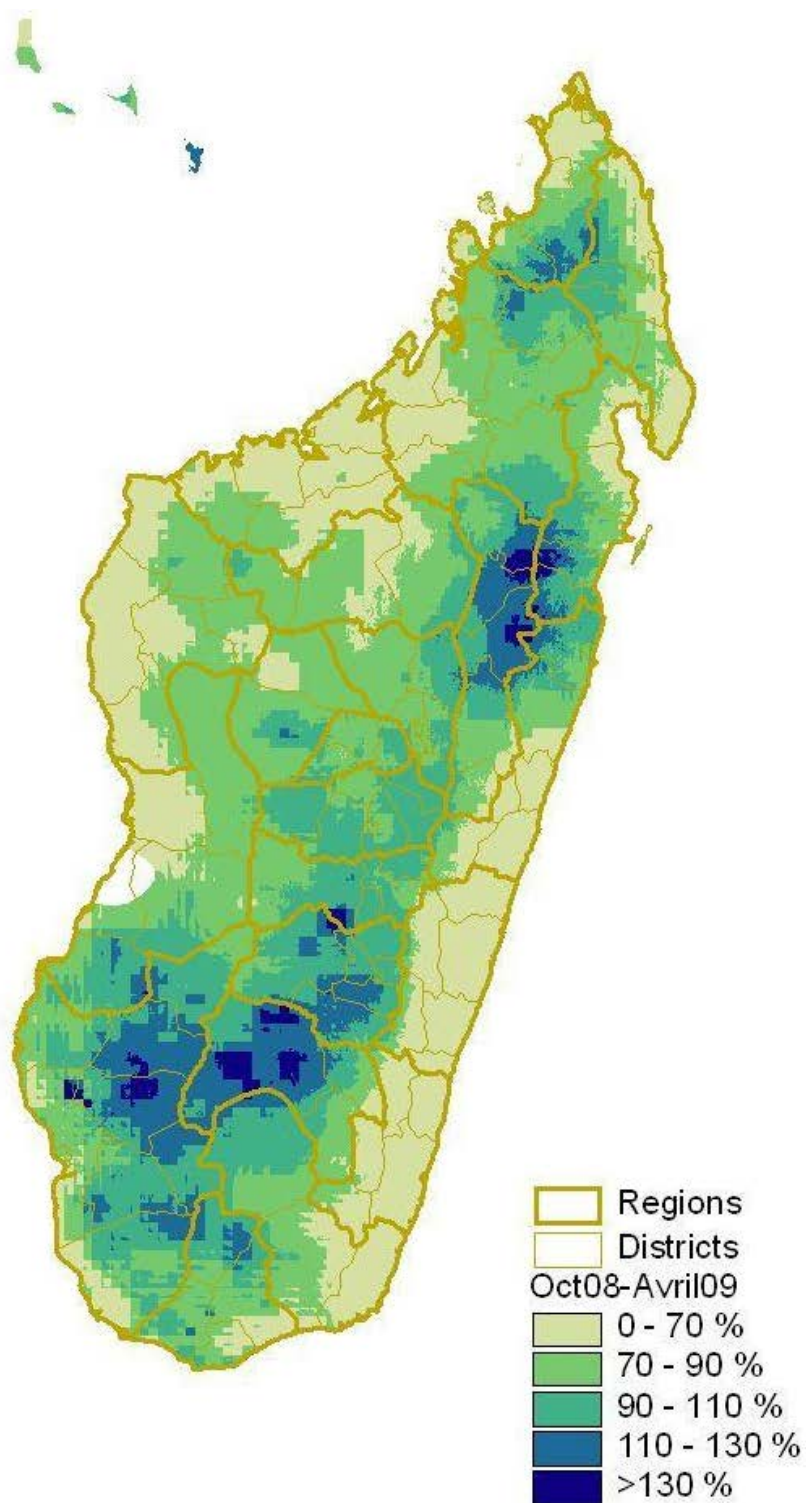 Regions
Districts
Oct08-Avril09
0 - 70 %
70 - 90 %
90 - 110 %
110 - 130 %
>130 %